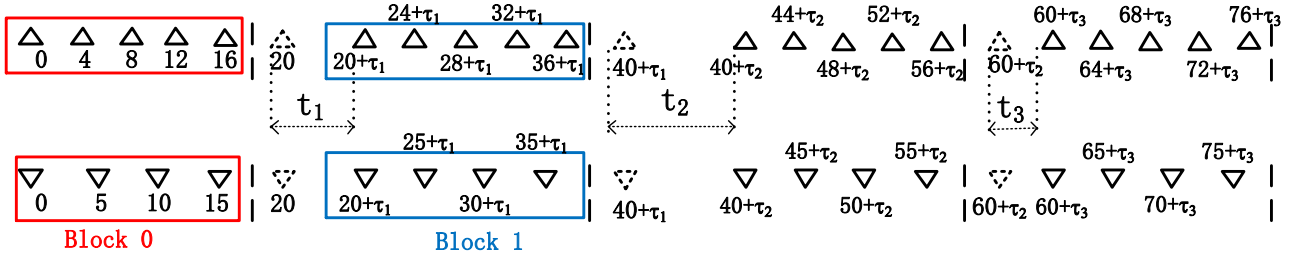 24+τ₁ 32+τ₁ 44+τ₂ 52+τ₂ 60+τ₃ 68+τ₃ 76+τ₃
0 4 8 12 16 20 20+τ₁ 28+τ₁ 36+τ₁ 40+τ₁ 40+τ₂ 48+τ₂ 56+τ₂ 60+τ₂ 64+τ₃ 72+τ₃
t₁ t₂ t₃
25+τ₁ 35+τ₁ 45+τ₂ 55+τ₂ 65+τ₃ 75+τ₃
0 5 10 15 20 20+τ₁ 30+τ₁ 40+τ₁ 40+τ₂ 50+τ₂ 60+τ₂ 60+τ₃ 70+τ₃
Block 0 Block 1